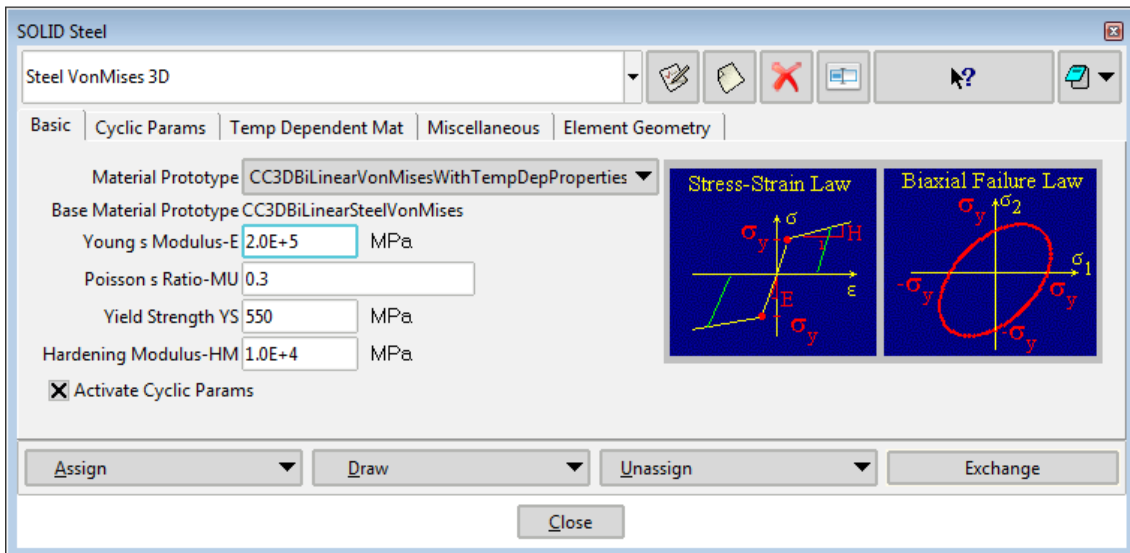 SOLID Steel
Steel VonMises 3D
?
Basic Cyclic Params Temp Dependent Mat Miscellaneous Element Geometry
Material Prototype CC3DBiLinearVonMisesWithTempDepProperties
Base Material Prototype CC3DBiLinearSteelVonMises
Young s Modulus-E 2.0E+5 MPa
Poisson s Ratio-MU 0.3
Yield Strength YS 550 MPa
Hardening Modulus-HM 1.0E+4 MPa
Activate Cyclic Params
Stress-Strain Law
σ
σy
H
1
ε
E
σy
Biaxial Failure Law
σy σ2
σ1
-σy σy
-σy
Assign Draw Unassign Exchange
Close